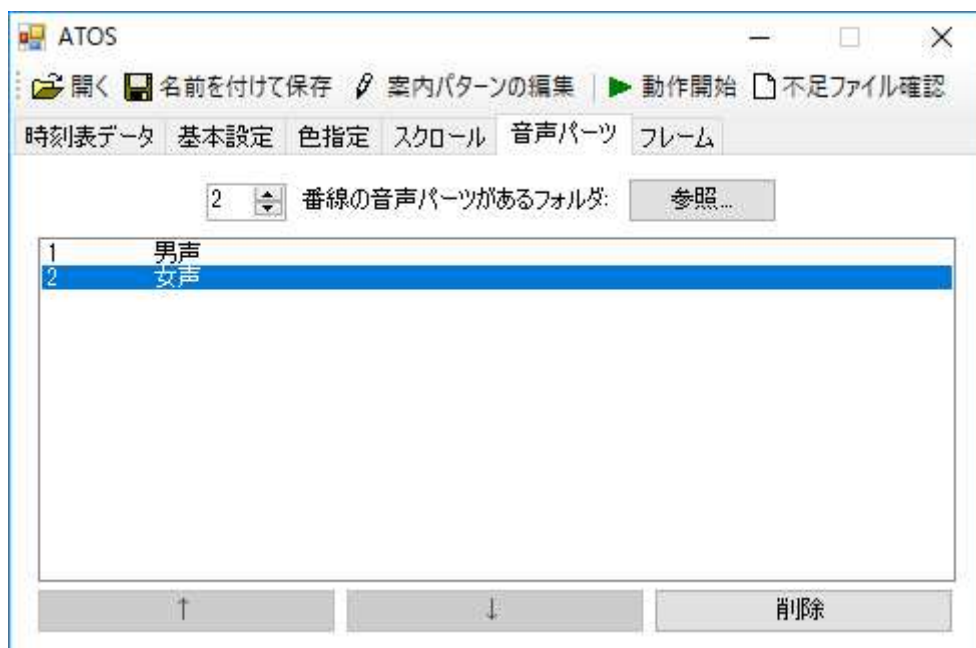 ATOS
開く 名前を付けて保存 案内パターンの編集 動作開始 不足ファイル確認
時刻表データ 基本設定 色指定 スクロール 音声パーツ フレーム
2 番線の音声パーツがあるフォルダ: 参照...
1 男声
2 女声
↑ ↓ 削除